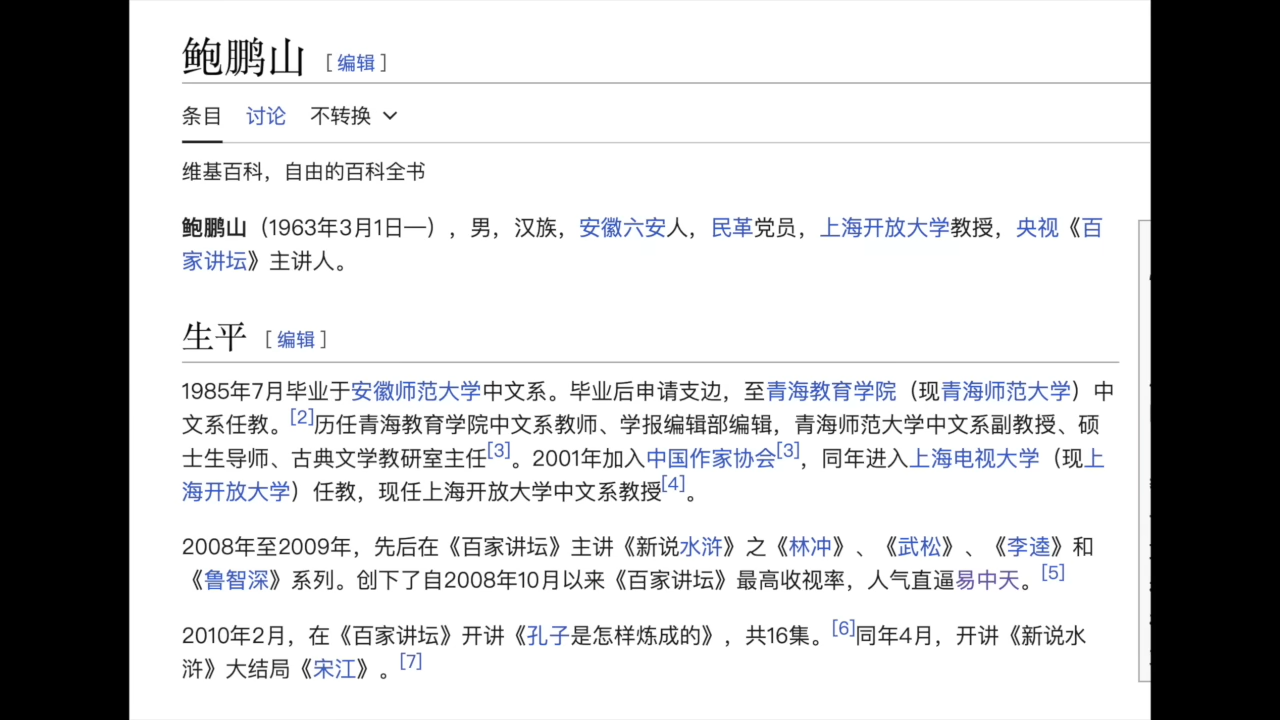 鲍鹏山 [编辑]
条目 讨论 不转换
维基百科，自由的百科全书
鲍鹏山（1963年3月1日—），男，汉族，安徽六安人，民革党员，上海开放大学教授，央视《百
家讲坛》主讲人。
生平 [编辑]
1985年7月毕业于安徽师范大学中文系。毕业后申请支边，至青海教育学院（现青海师范大学）中
文系任教。[2]历任青海教育学院中文系教师、学报编辑部编辑，青海师范大学中文系副教授、硕
士生导师、古典文学教研室主任[3]。2001年加入中国作家协会[3]，同年进入上海电视大学（现上
海开放大学）任教，现任上海开放大学中文系教授[4]。
2008年至2009年，先后在《百家讲坛》主讲《新说水浒》之《林冲》、《武松》、《李逵》和
《鲁智深》系列。创下了自2008年10月以来《百家讲坛》最高收视率，人气直逼易中天。[5]
2010年2月，在《百家讲坛》开讲《孔子是怎样炼成的》，共16集。[6]同年4月，开讲《新说水
浒》大结局《宋江》。[7]